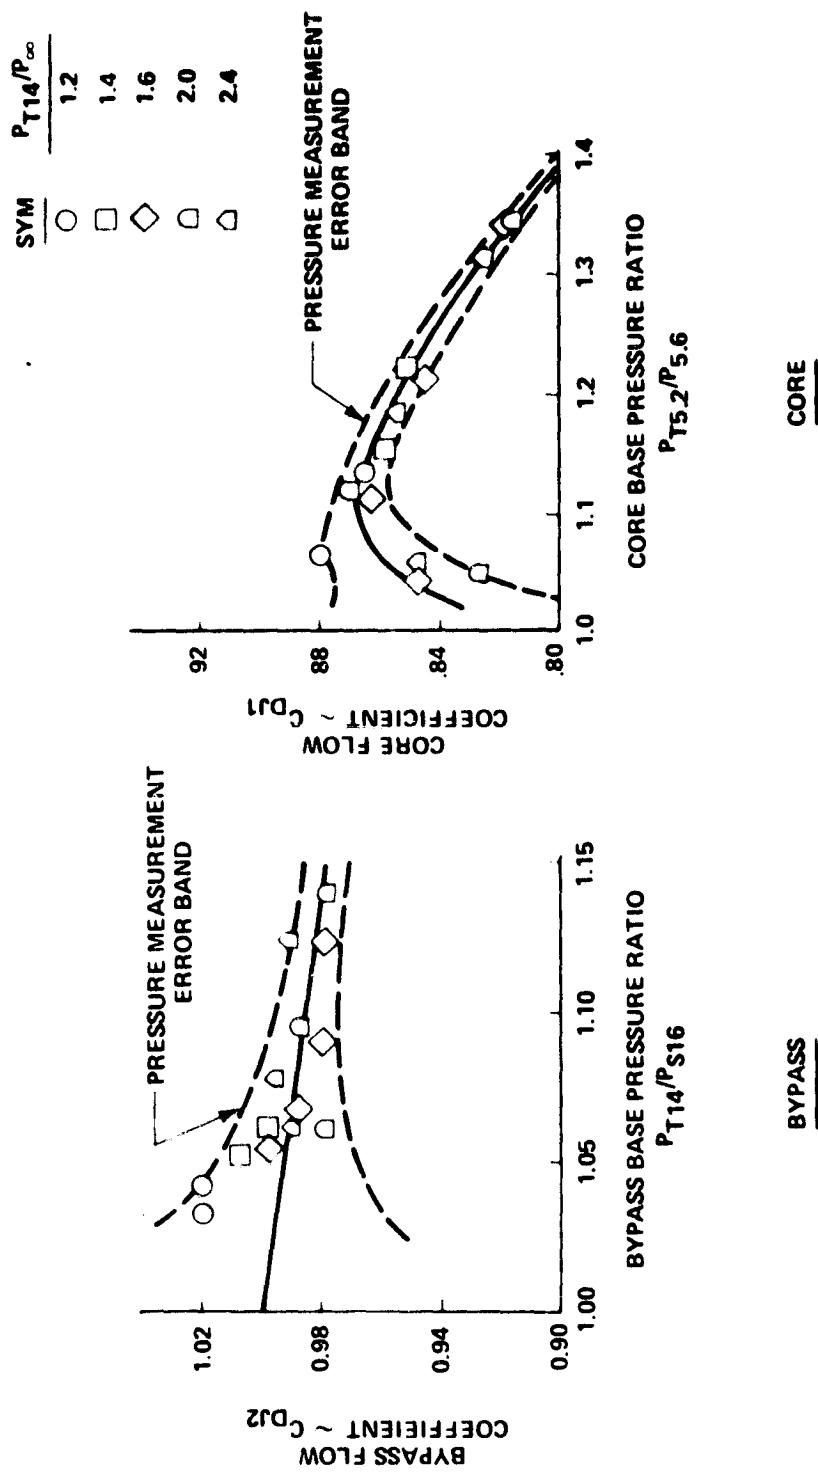 SYM P_T14/P_∞
1.2
1.4
1.6
2.0
2.4
BYPASS FLOW
COEFFIEIENT ~ C_DJ2
1.02
0.98
0.94
0.90
1.00
1.05
1.10
1.15
PRESSURE MEASUREMENT
ERROR BAND
BYPASS BASE PRESSURE RATIO
P_T14/P_S16
BYPASS
CORE FLOW
COEFFICIENT ~ C_DJ1
.92
.88
.84
.80
1.0
1.1
1.2
1.3
1.4
PRESSURE MEASUREMENT
ERROR BAND
CORE BASE PRESSURE RATIO
P_T5.2/P_5.6
CORE